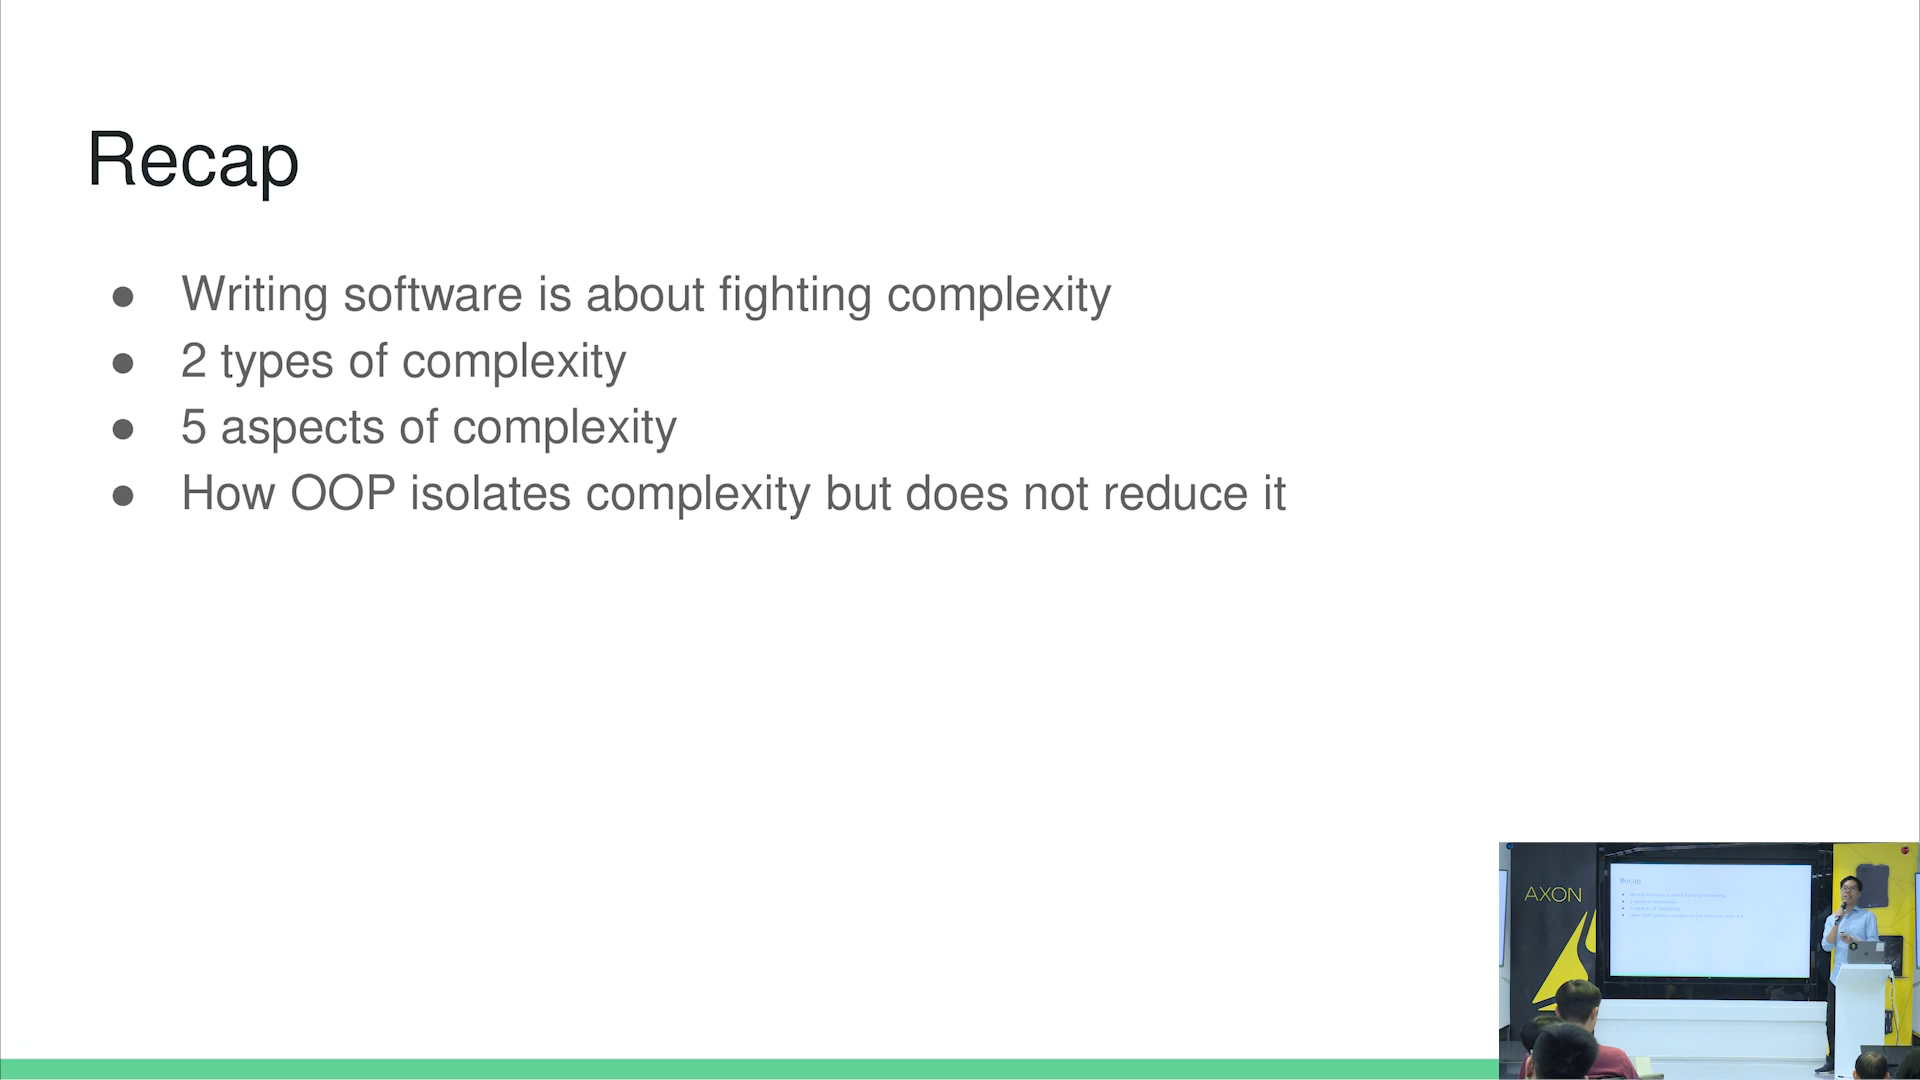 Recap
● Writing software is about fighting complexity
● 2 types of complexity
● 5 aspects of complexity
● How OOP isolates complexity but does not reduce it
AXON
Recap